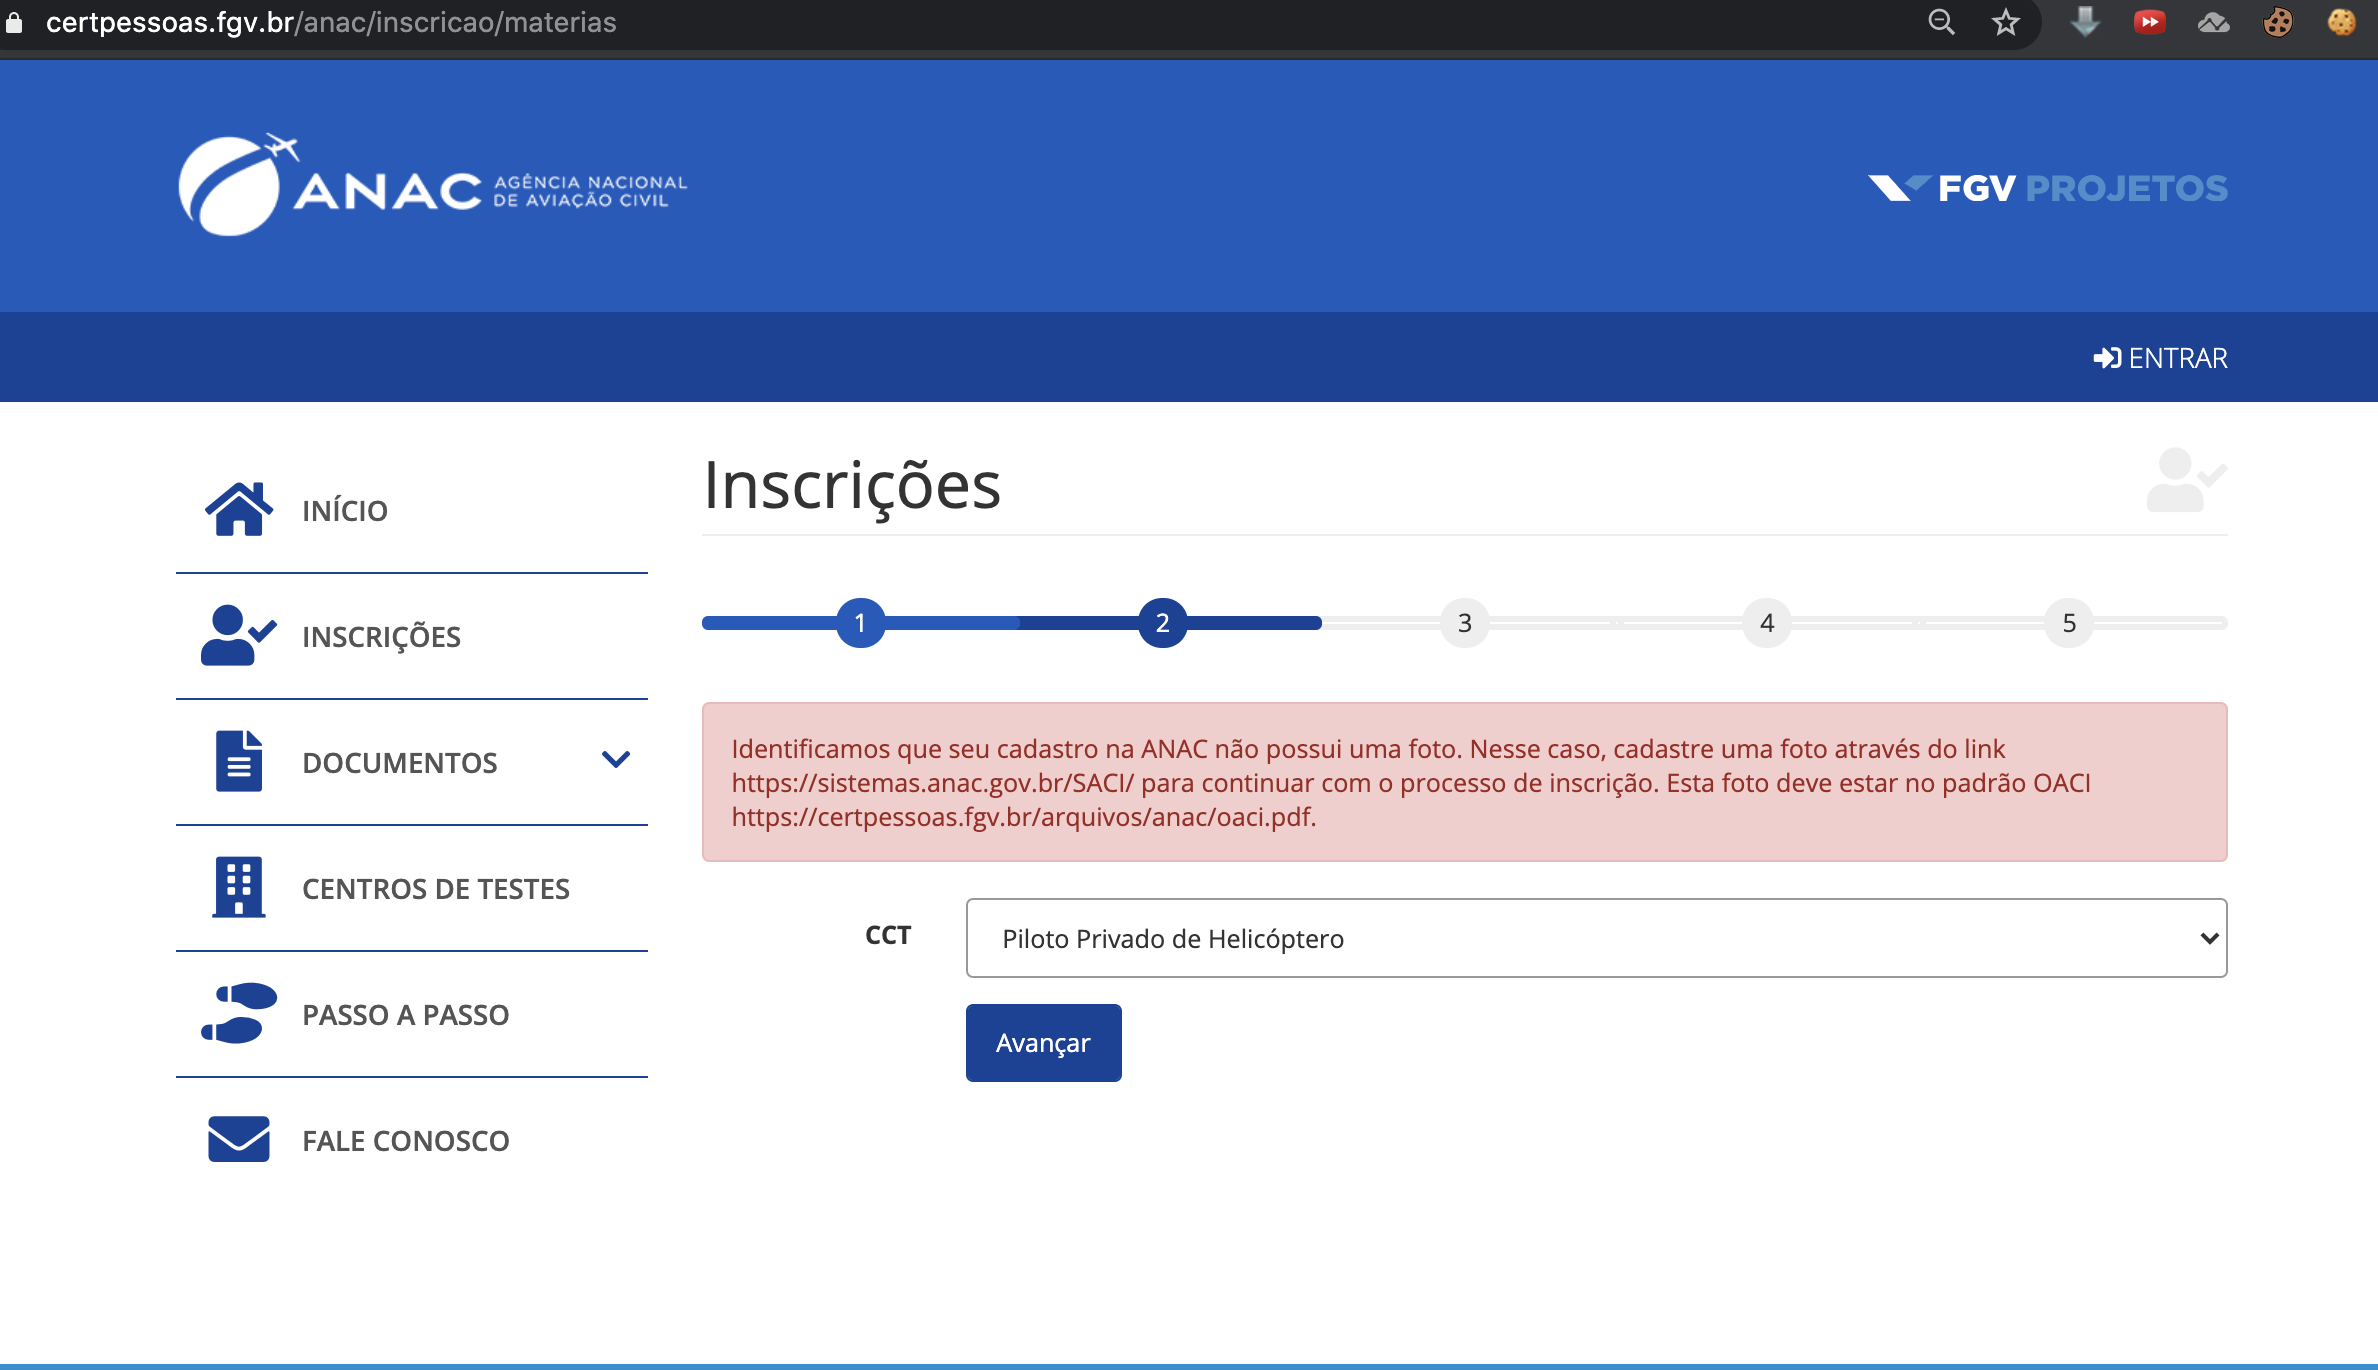 certpessoas.fgv.br/anac/inscricao/materias
ANAC AGÊNCIA NACIONAL
DE AVIAÇÃO CIVIL
FGV PROJETOS
ENTRAR
INÍCIO
INSCRIÇÕES
DOCUMENTOS
CENTROS DE TESTES
PASSO A PASSO
FALE CONOSCO
Inscrições
1 2 3 4 5
Identificamos que seu cadastro na ANAC não possui uma foto. Nesse caso, cadastre uma foto através do link
https://sistemas.anac.gov.br/SACI/ para continuar com o processo de inscrição. Esta foto deve estar no padrão OACI
https://certpessoas.fgv.br/arquivos/anac/oaci.pdf.
CCT Piloto Privado de Helicóptero
Avançar